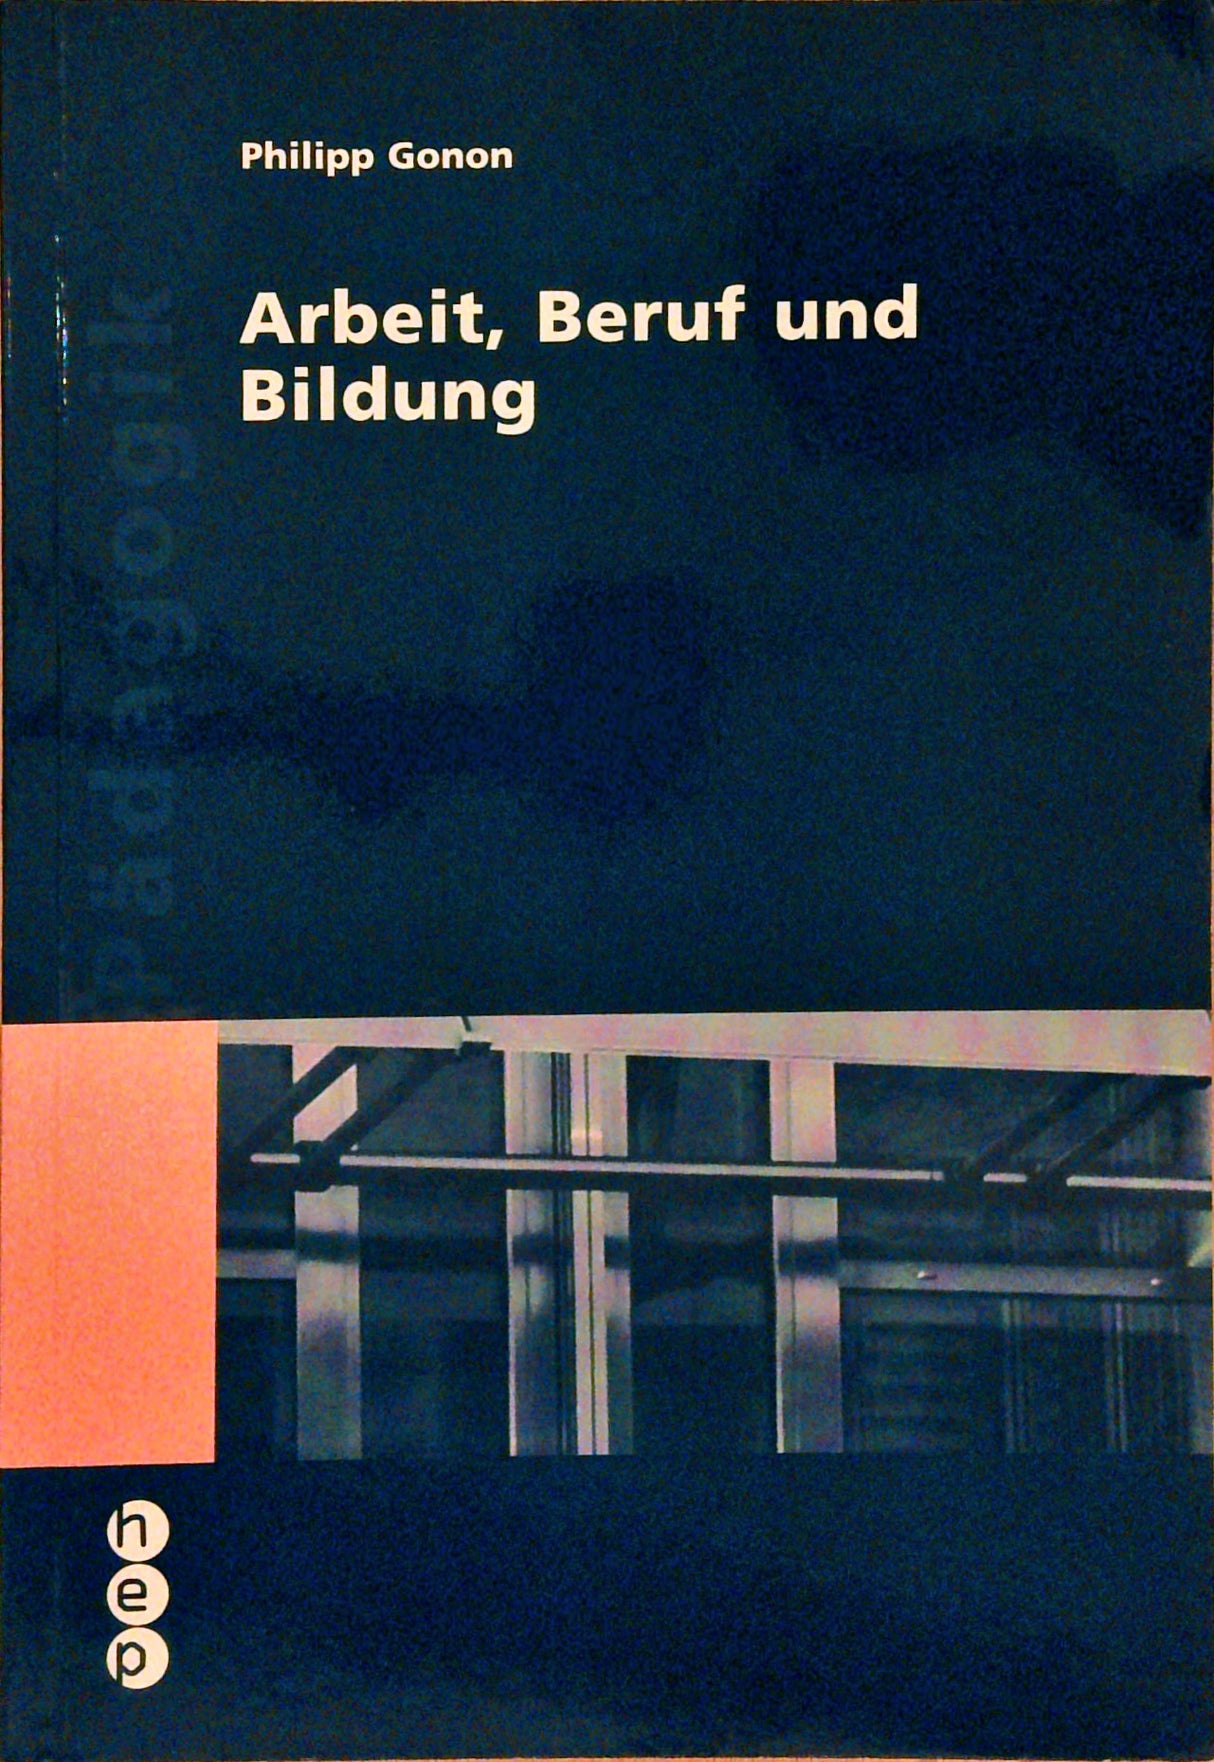 Philipp Gonon
Arbeit, Beruf und
Bildung
pädagogik
hep